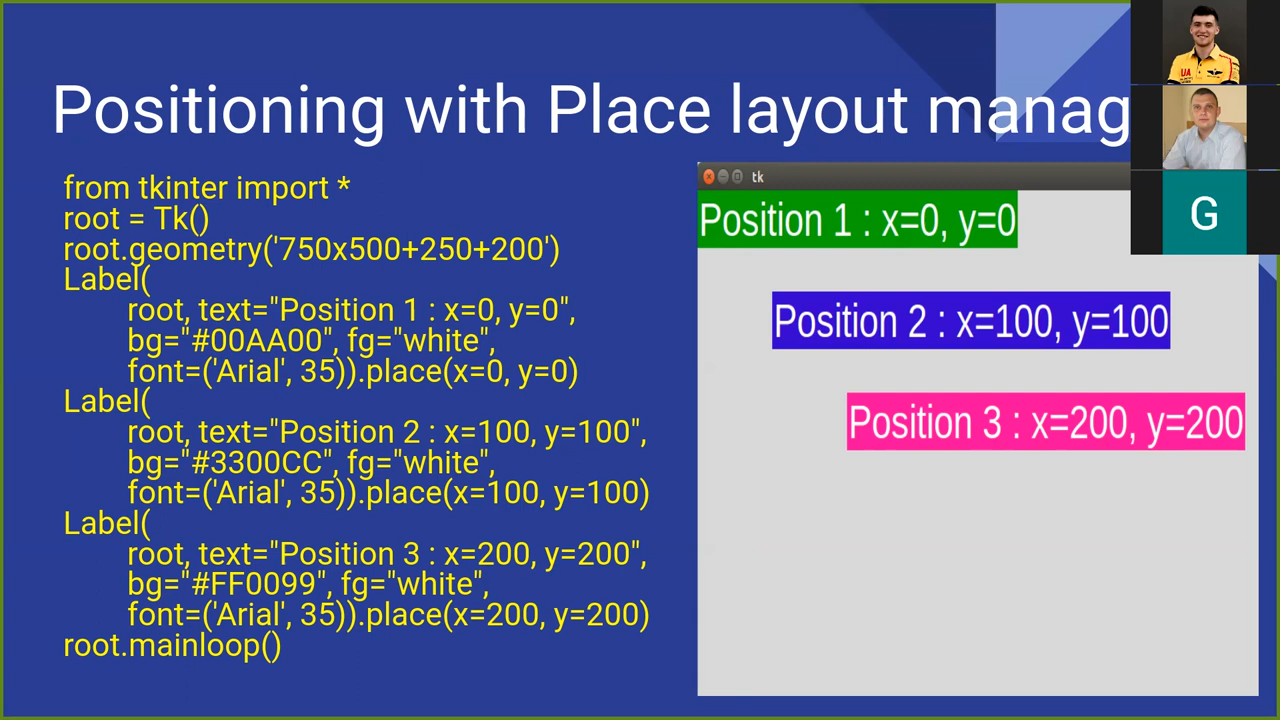 Positioning with Place layout manag
from tkinter import *
root = Tk()
root.geometry('750x500+250+200')
Label(
root, text="Position 1 : x=0, y=0",
bg="#00AA00", fg="white",
font=('Arial', 35)).place(x=0, y=0)
Label(
root, text="Position 2 : x=100, y=100",
bg="#3300CC", fg="white",
font=('Arial', 35)).place(x=100, y=100)
Label(
root, text="Position 3 : x=200, y=200",
bg="#FF0099", fg="white",
font=('Arial', 35)).place(x=200, y=200)
root.mainloop()
tk
Position 1 : x=0, y=0
Position 2 : x=100, y=100
Position 3 : x=200, y=200
UA
G